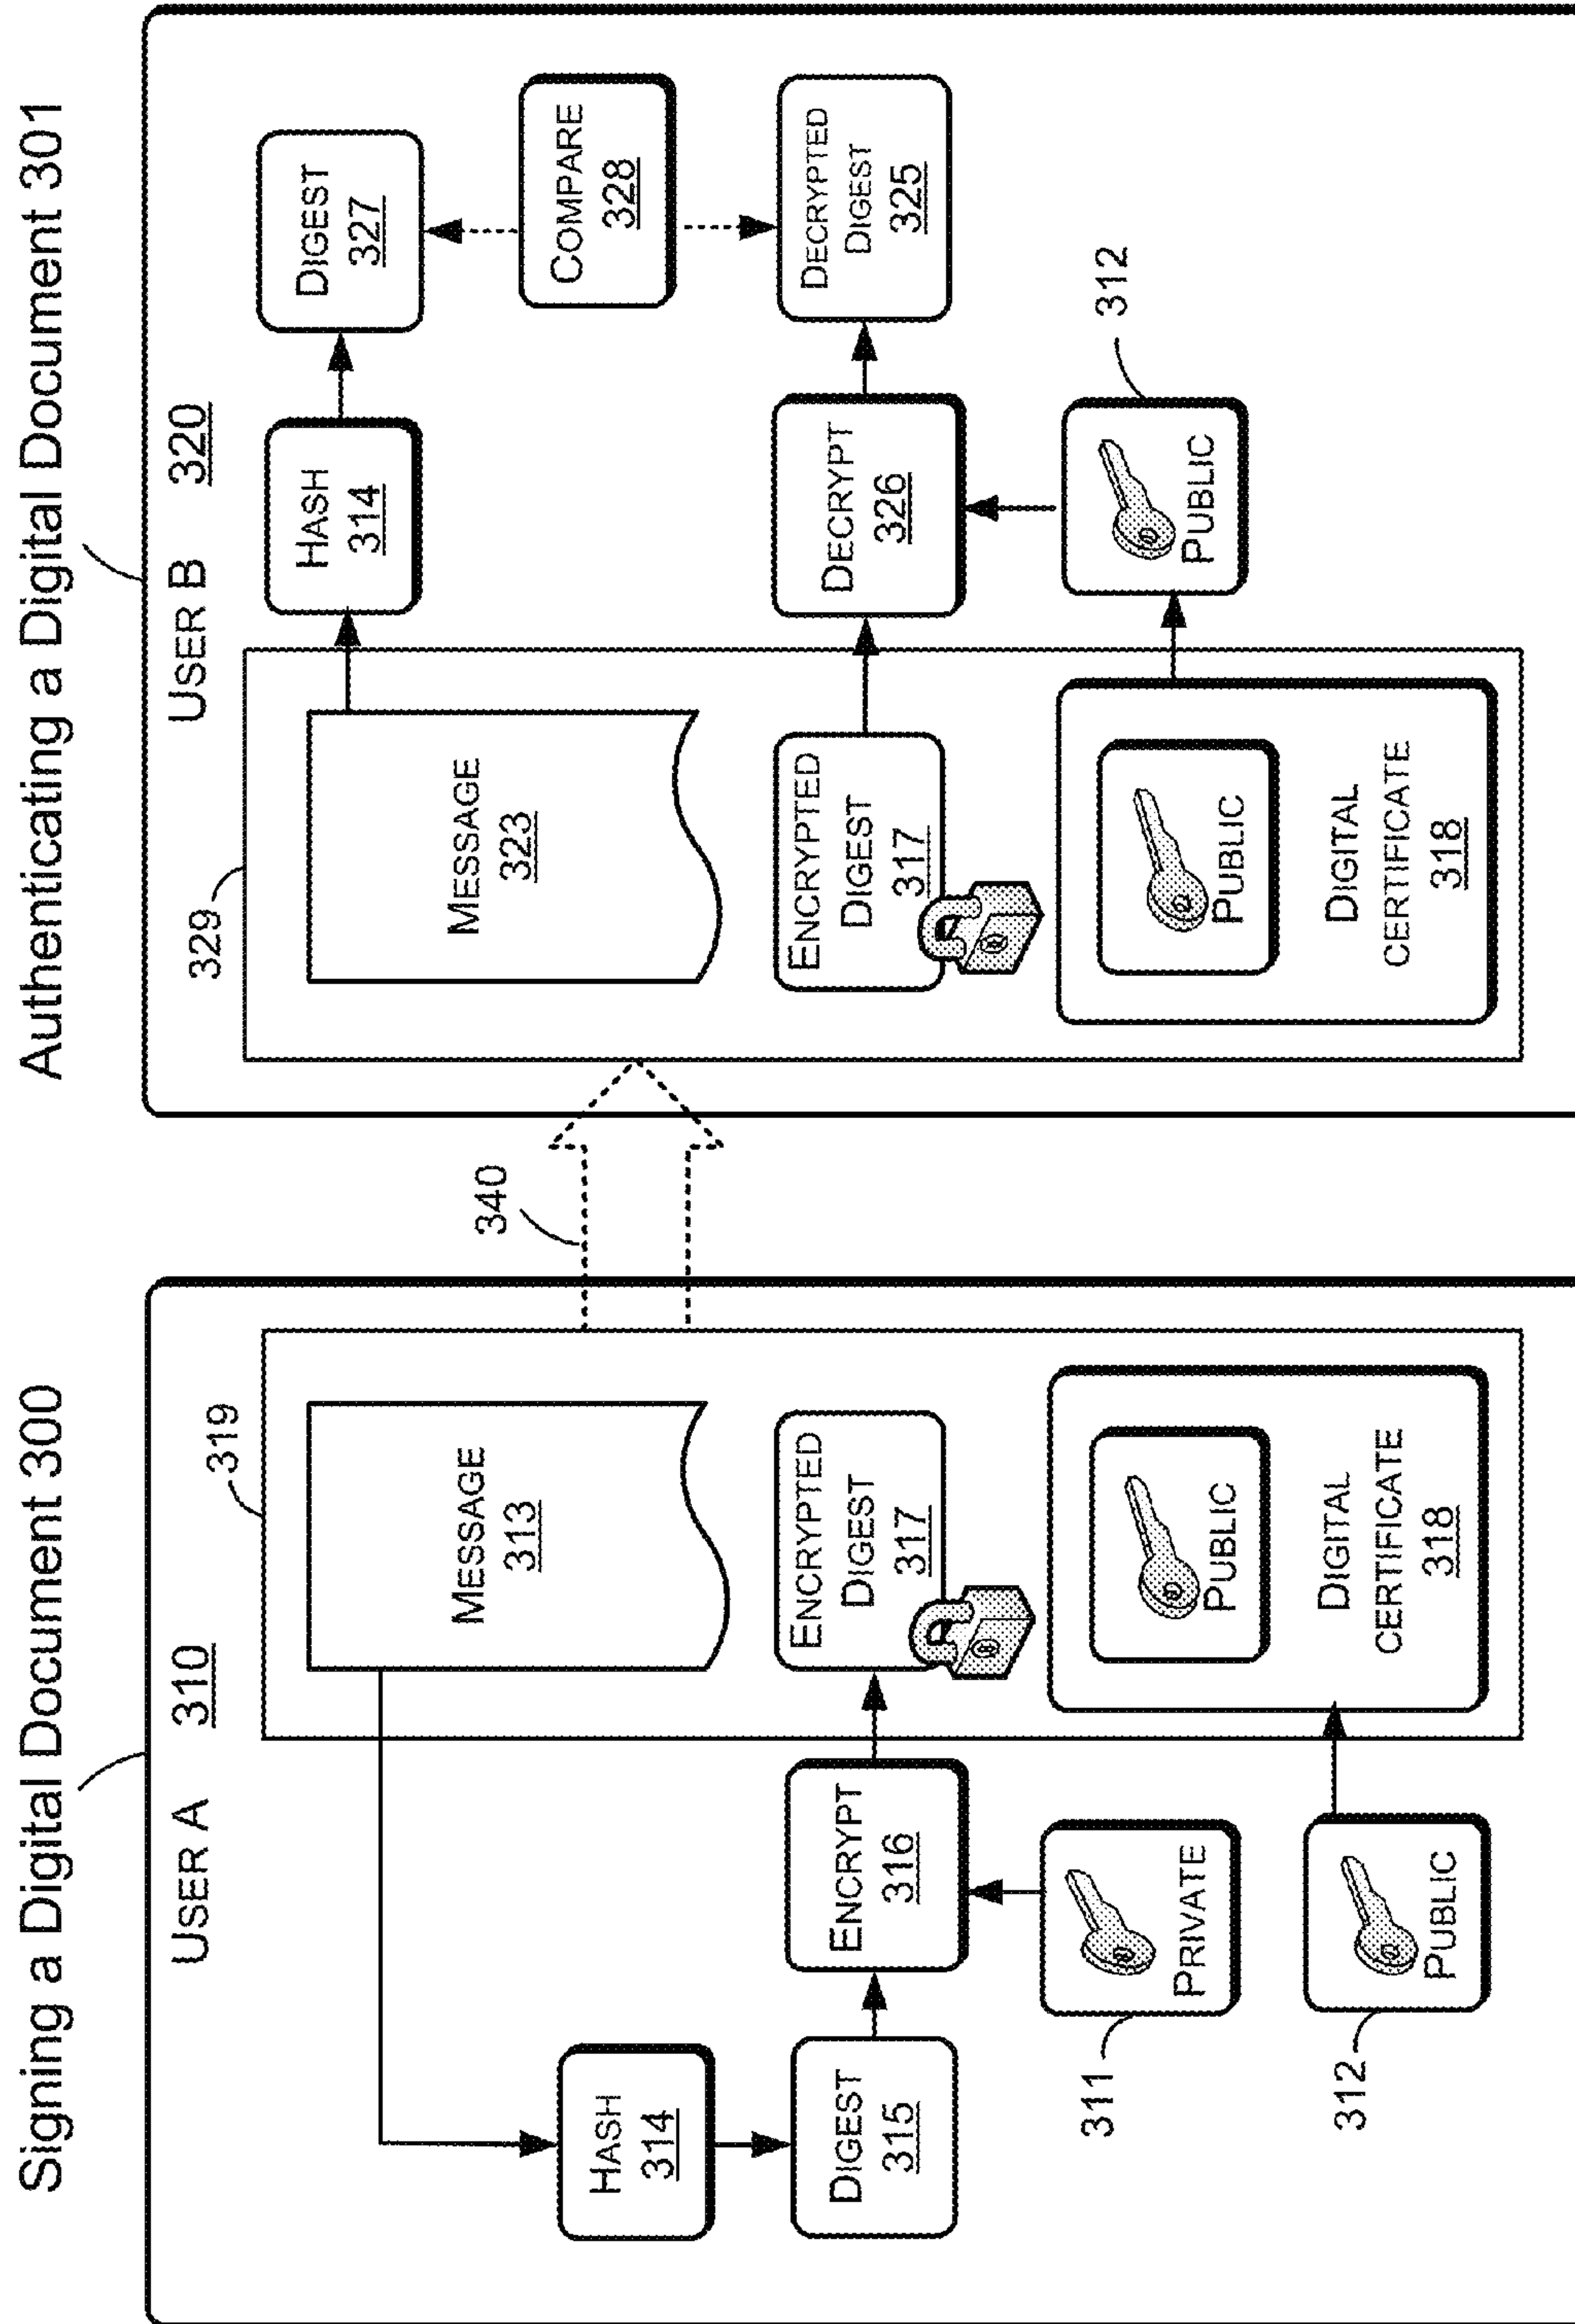 Signing a Digital Document 300
USER A 310
319
MESSAGE
313
HASH
314
DIGEST
315
ENCRYPT
316
ENCRYPTED
DIGEST
317
311
PRIVATE
312
PUBLIC
PUBLIC
DIGITAL
CERTIFICATE
318
340
Authenticating a Digital Document 301
USER B 320
329
MESSAGE
323
HASH
314
DIGEST
327
COMPARE
328
ENCRYPTED
DIGEST
317
DECRYPT
326
DECRYPTED
DIGEST
325
312
PUBLIC
PUBLIC
DIGITAL
CERTIFICATE
318